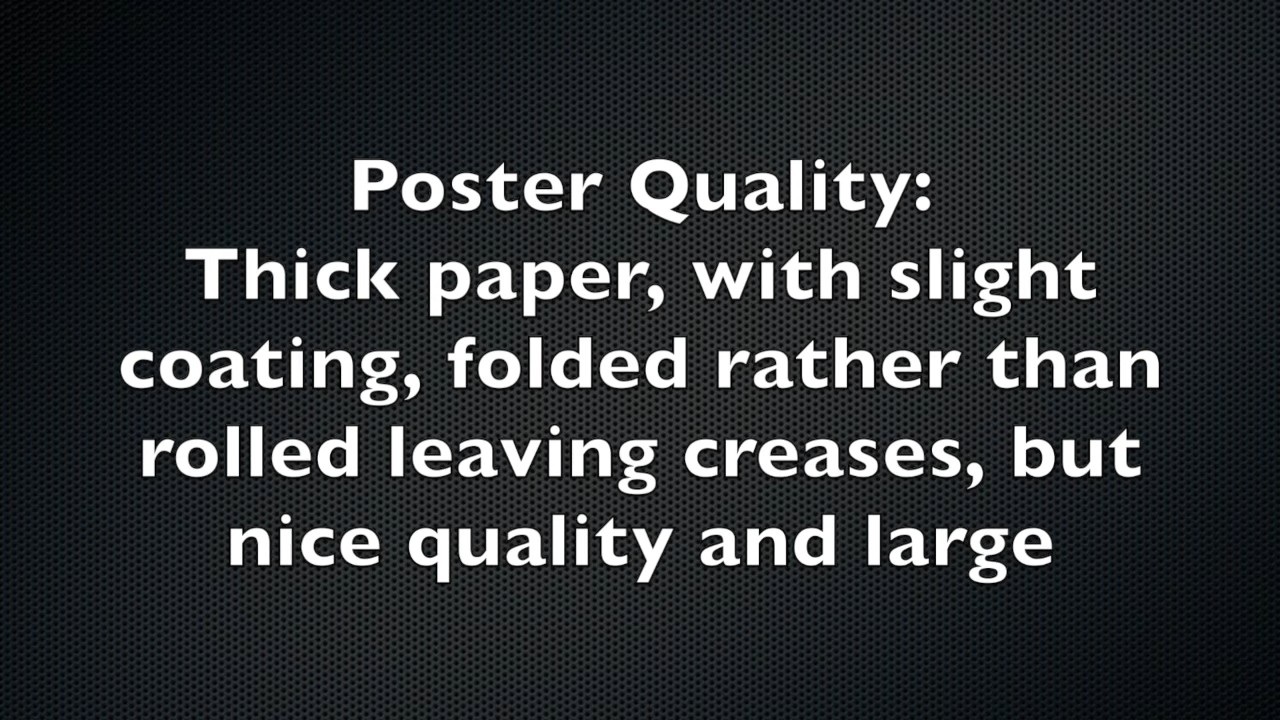 Poster Quality:
Thick paper, with slight
coating, folded rather than
rolled leaving creases, but
nice quality and large